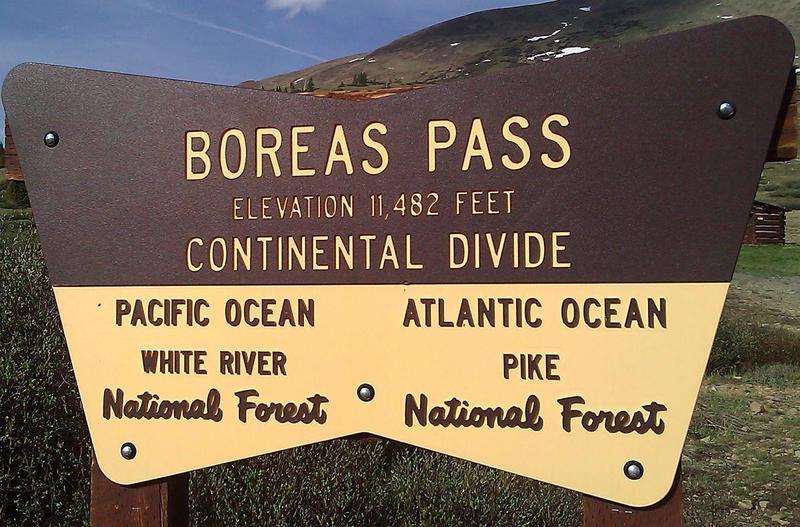 BOREAS PASS
ELEVATION 11,482 FEET
CONTINENTAL DIVIDE
PACIFIC OCEAN
WHITE RIVER
National Forest
ATLANTIC OCEAN
PIKE
National Forest